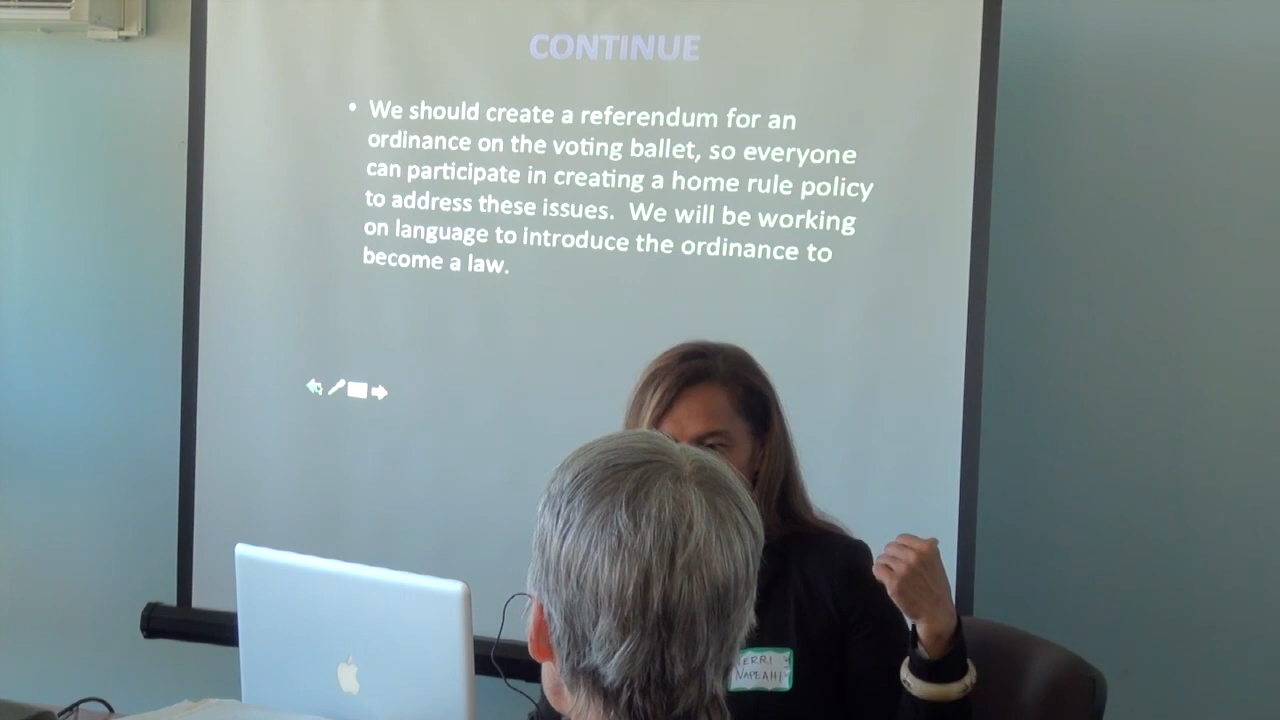 CONTINUE
• We should create a referendum for an
ordinance on the voting ballet, so everyone
can participate in creating a home rule policy
to address these issues.  We will be working
on language to introduce the ordinance to
become a law.
ERRI
NAPEAHI